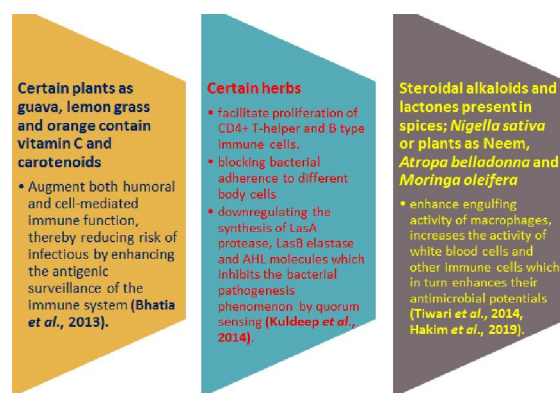 Certain plants as
guava, lemon grass
and orange contain
vitamin C and
carotenoids
• Augment both humoral
and cell-mediated
immune function,
thereby reducing risk of
infectious by enhancing
the antigenic
surveillance of the
immune system (Bhatia
et al., 2013).
Certain herbs
• facilitate proliferation of
CD4+ T-helper and B type
immune cells.
• blocking bacterial
adherence to different
body cells
• downregulating the
synthesis of LasA
protease, LasB elastase
and AHL molecules which
inhibits the bacterial
pathogenesis
phenomenon by quorum
sensing (Kuldeep et al.,
2014).
Steroidal alkaloids and
lactones present in
spices; Nigella sativa
or plants as Neem,
Atropa belladonna and
Moringa oleifera
• enhance engulfing
activity of macrophages,
increases the activity of
white blood cells and
other immune cells which
in turn enhances their
antimicrobial potentials
(Tiwari et al., 2014,
Hakim et al., 2019).